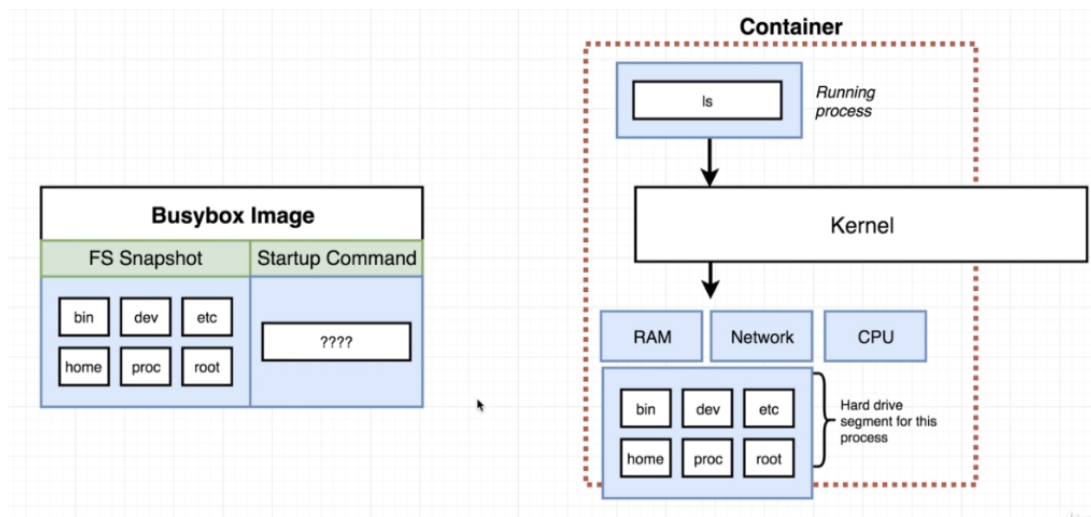 Container
ls
Running
process
Kernel
Busybox Image
FS Snapshot
Startup Command
bin
dev
etc
????
home
proc
root
RAM
Network
CPU
bin
dev
etc
home
proc
root
Hard drive
segment for this
process